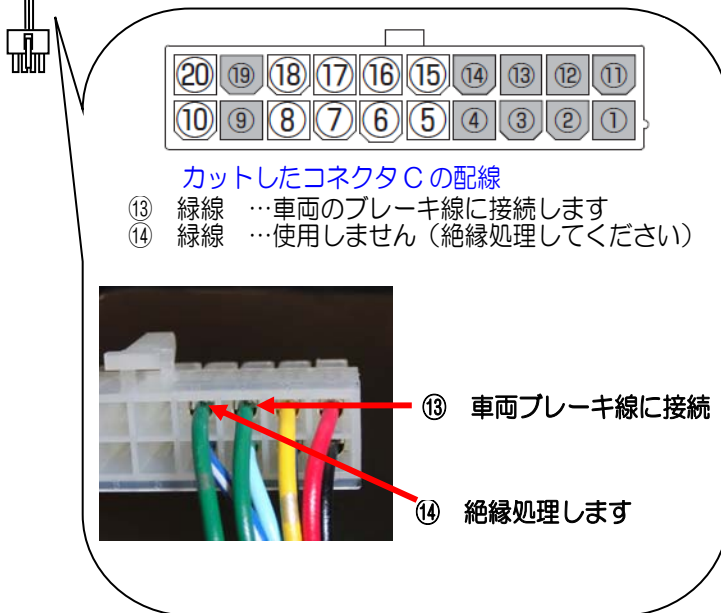 ⑳ ⑲ ⑱ ⑰ ⑯ ⑮ ⑭ ⑬ ⑫ ⑪
⑩ ⑨ ⑧ ⑦ ⑥ ⑤ ④ ③ ② ①
カットしたコネクタCの配線
⑬ 緑線 …車両のブレーキ線に接続します
⑭ 緑線 …使用しません（絶縁処理してください）
⑬ 車両ブレーキ線に接続
⑭ 絶縁処理します